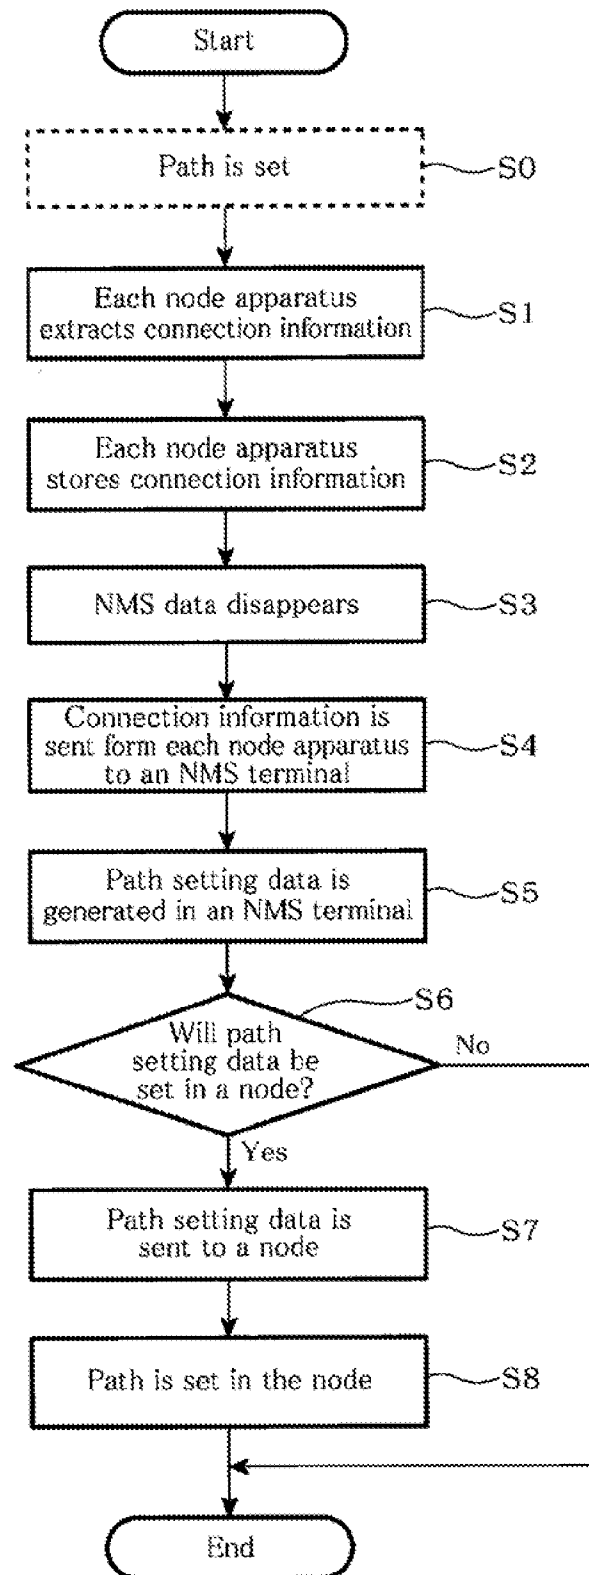 Start
Path is set
S0
Each node apparatus
extracts connection information
S1
Each node apparatus
stores connection information
S2
NMS data disappears
S3
Connection information is
sent form each node apparatus
to an NMS terminal
S4
Path setting data is
generated in an NMS terminal
S5
S6
Will path
setting data be
set in a node?
No
Yes
Path setting data is
sent to a node
S7
Path is set in the node
S8
End